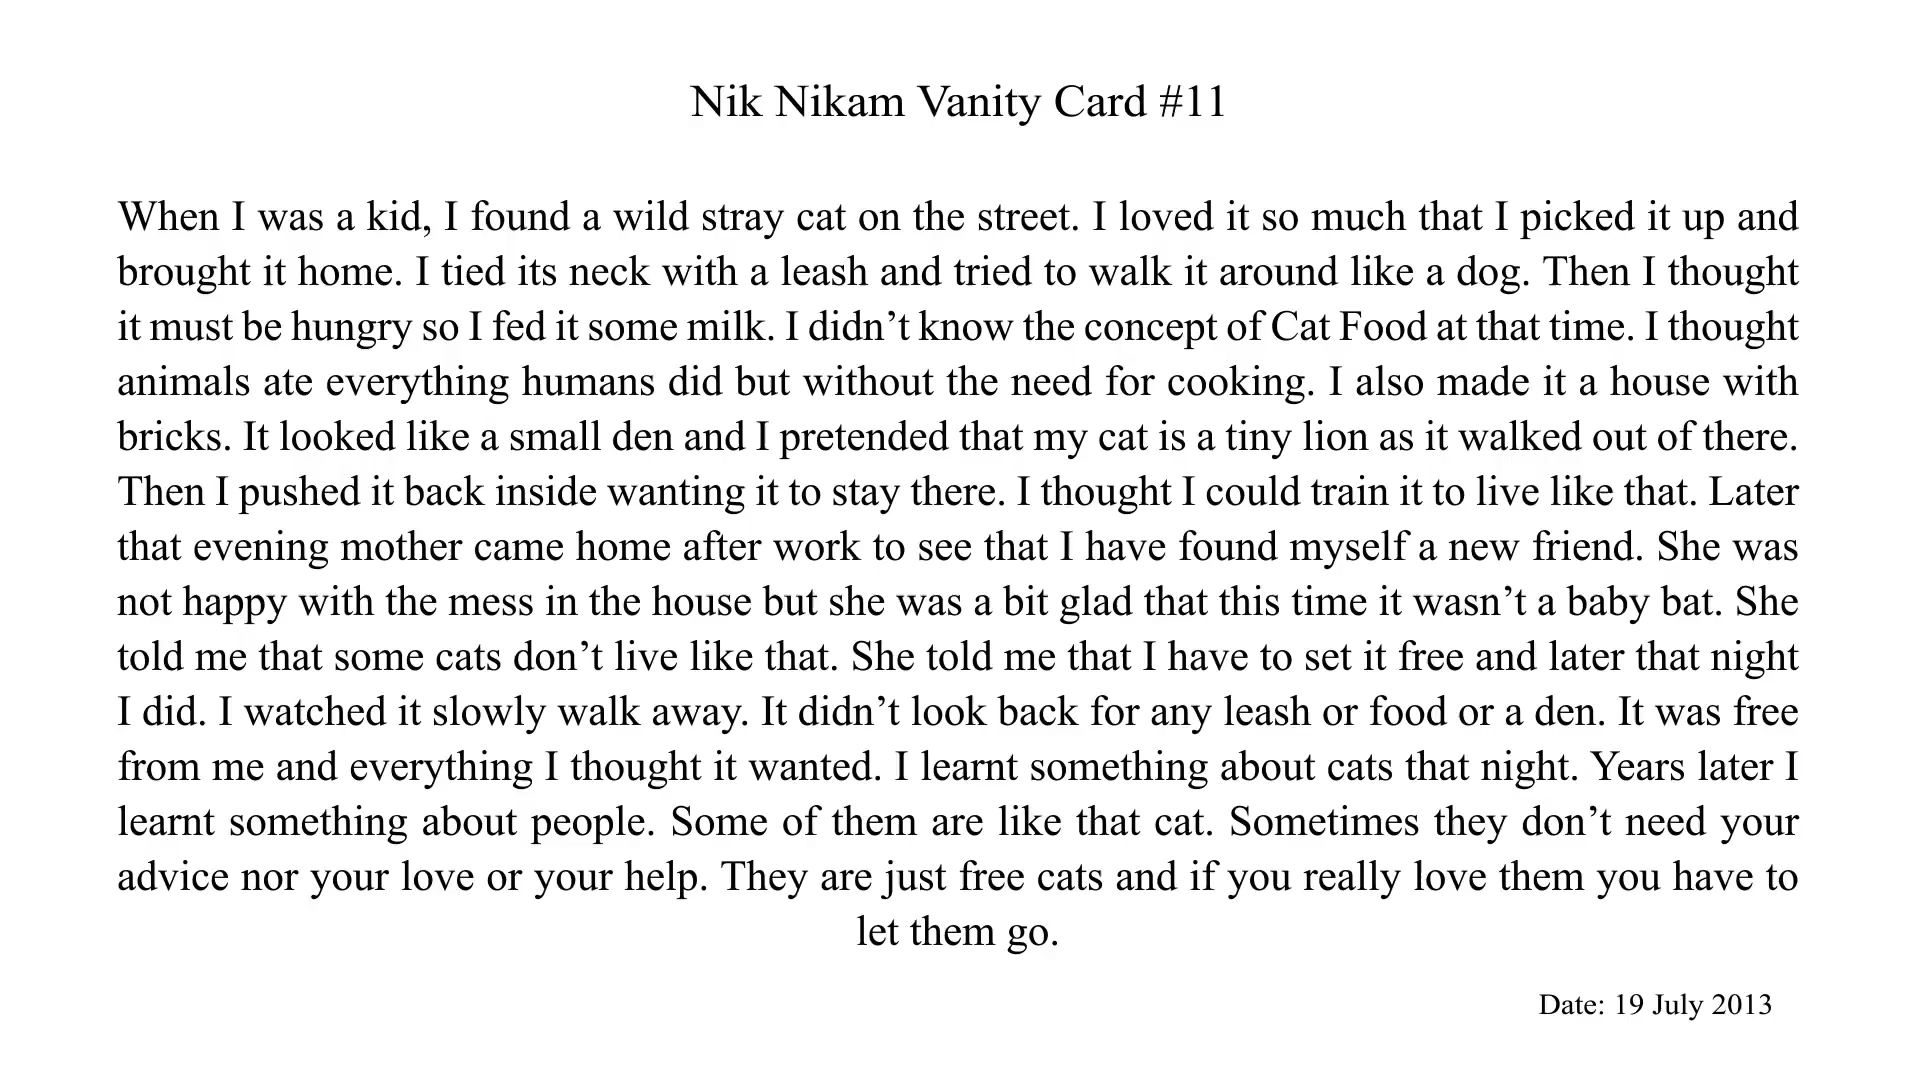 Nik Nikam Vanity Card #11
When I was a kid, I found a wild stray cat on the street. I loved it so much that I picked it up and
brought it home. I tied its neck with a leash and tried to walk it around like a dog. Then I thought
it must be hungry so I fed it some milk. I didn’t know the concept of Cat Food at that time. I thought
animals ate everything humans did but without the need for cooking. I also made it a house with
bricks. It looked like a small den and I pretended that my cat is a tiny lion as it walked out of there.
Then I pushed it back inside wanting it to stay there. I thought I could train it to live like that. Later
that evening mother came home after work to see that I have found myself a new friend. She was
not happy with the mess in the house but she was a bit glad that this time it wasn’t a baby bat. She
told me that some cats don’t live like that. She told me that I have to set it free and later that night
I did. I watched it slowly walk away. It didn’t look back for any leash or food or a den. It was free
from me and everything I thought it wanted. I learnt something about cats that night. Years later I
learnt something about people. Some of them are like that cat. Sometimes they don’t need your
advice nor your love or your help. They are just free cats and if you really love them you have to
let them go.
Date: 19 July 2013